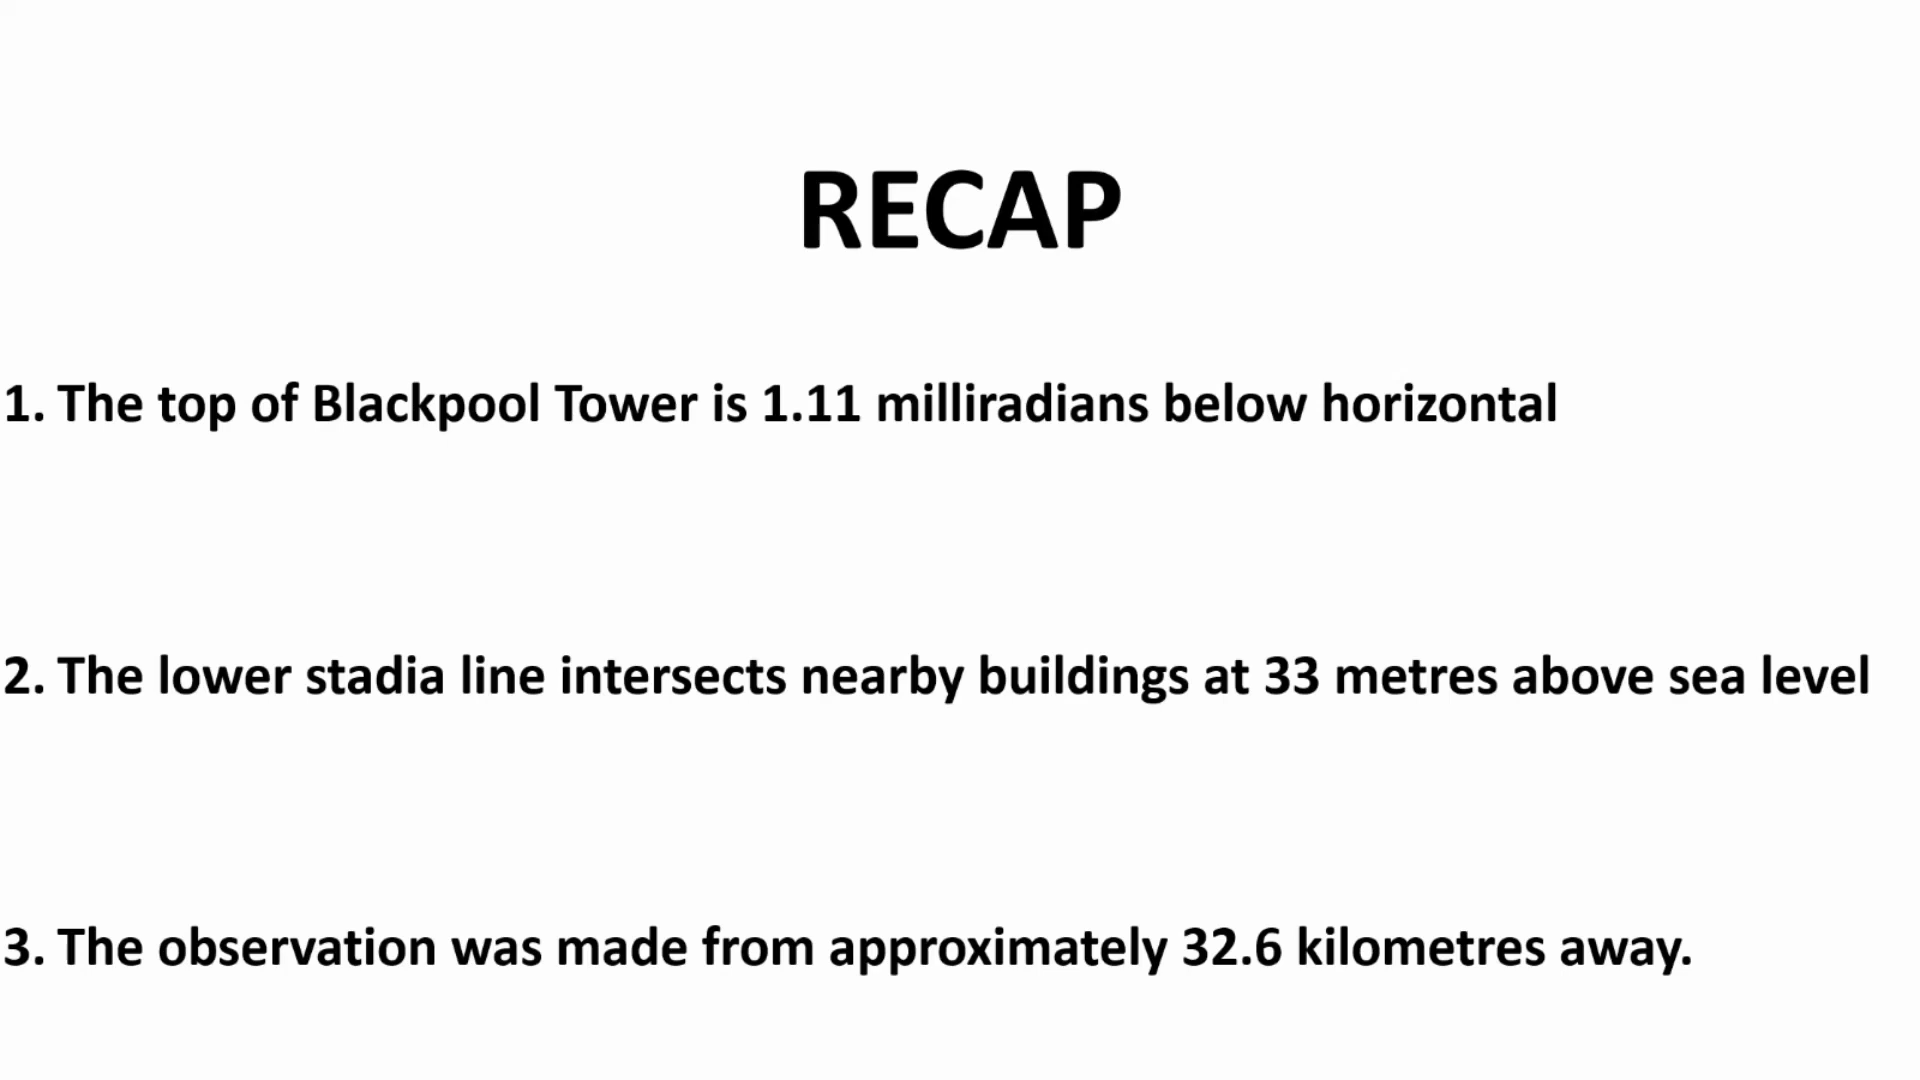 RECAP
1. The top of Blackpool Tower is 1.11 milliradians below horizontal
2. The lower stadia line intersects nearby buildings at 33 metres above sea level
3. The observation was made from approximately 32.6 kilometres away.